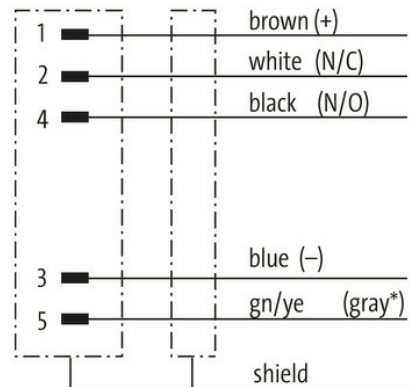 1 brown (+)
2 white (N/C)
4 black (N/O)
3 blue (–)
5 gn/ye (gray*)
shield